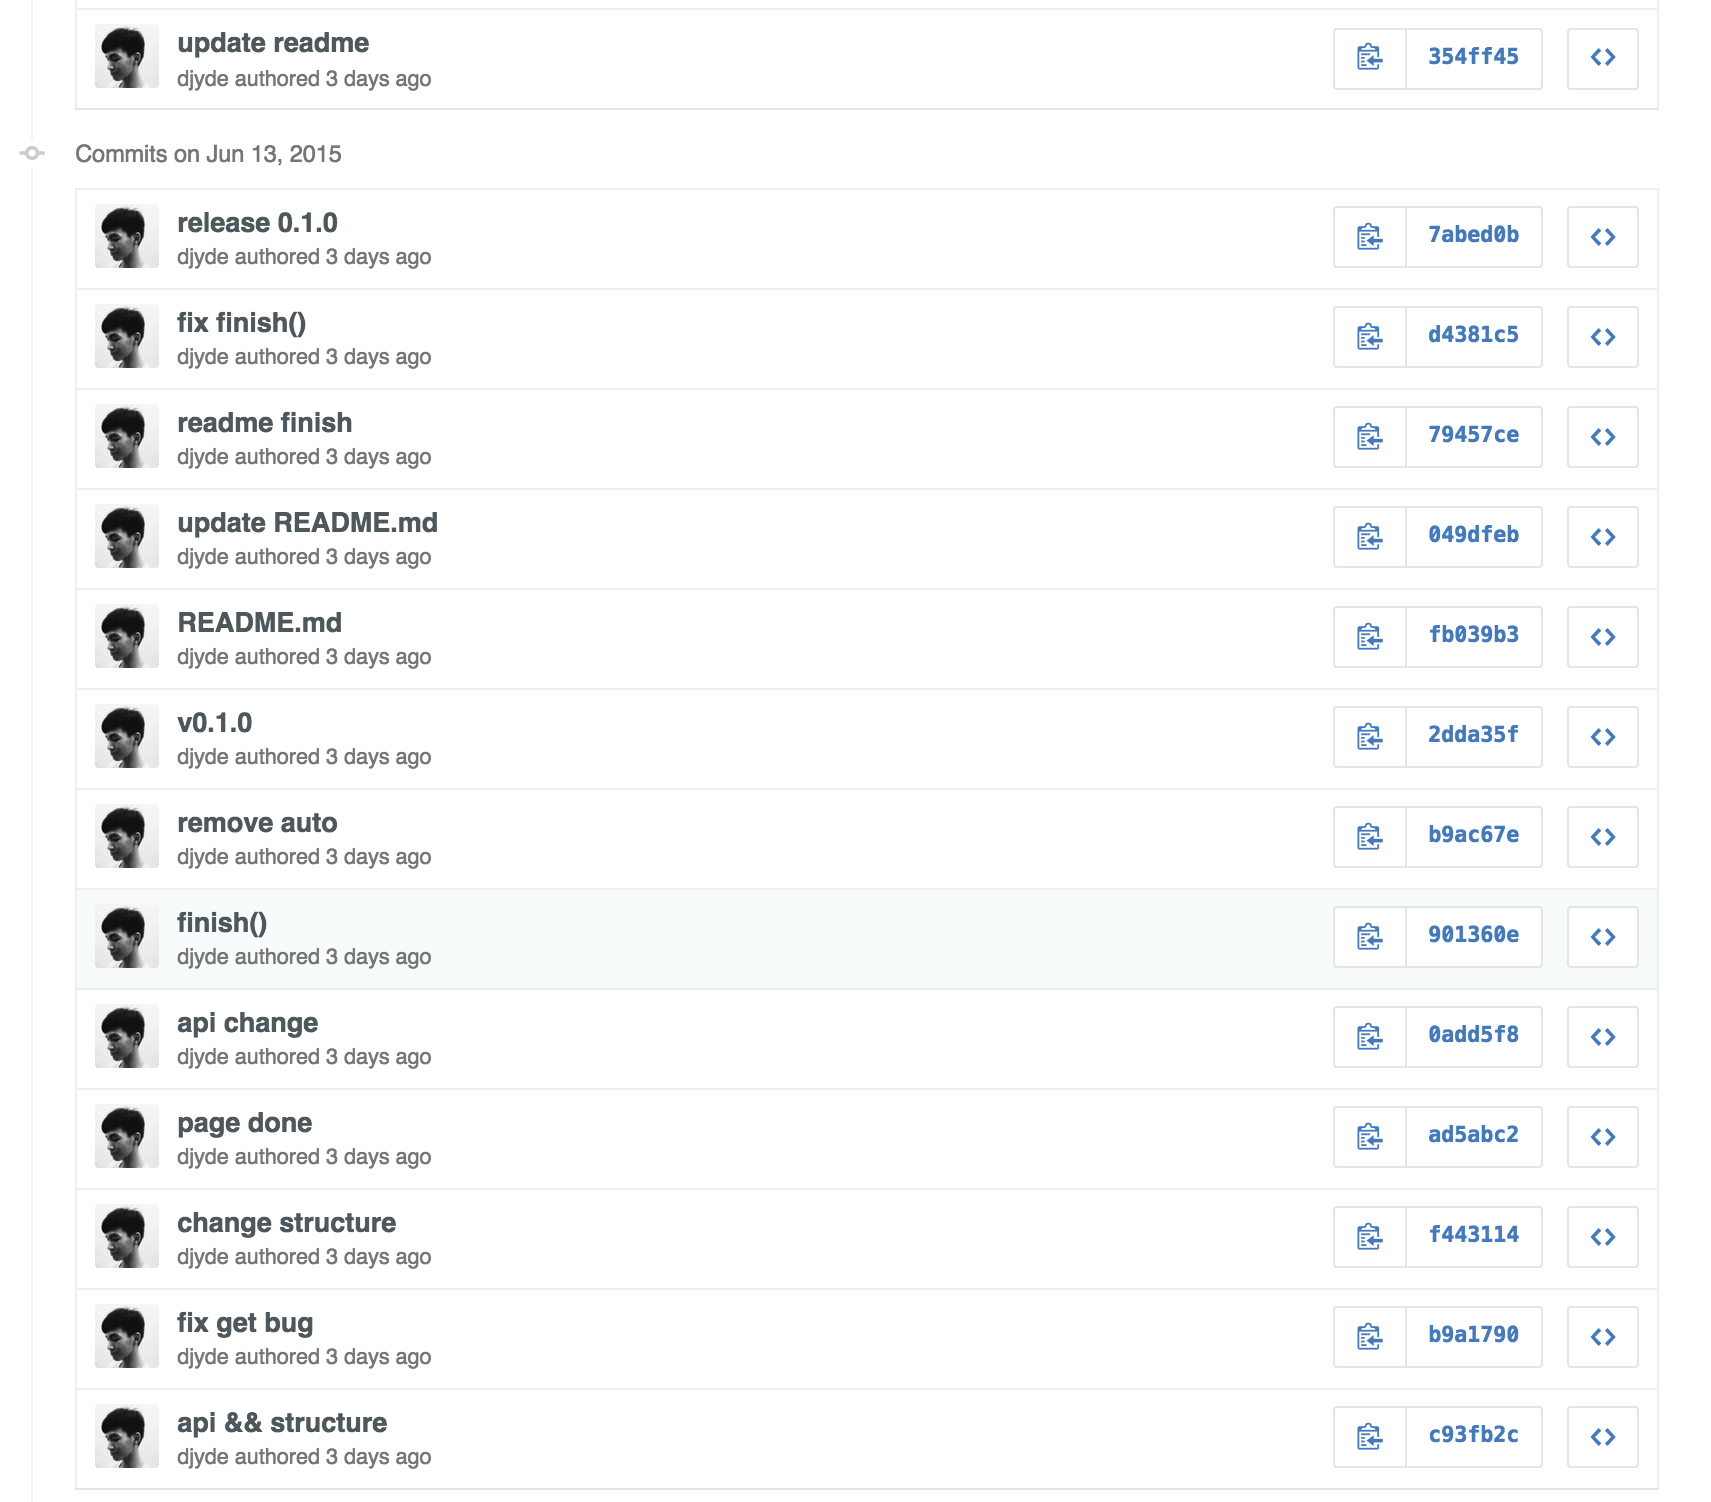 update readme
354ff45
djyde authored 3 days ago
Commits on Jun 13, 2015
release 0.1.0
7abed0b
djyde authored 3 days ago
fix finish()
d4381c5
djyde authored 3 days ago
readme finish
79457ce
djyde authored 3 days ago
update README.md
049dfeb
djyde authored 3 days ago
README.md
fb039b3
djyde authored 3 days ago
v0.1.0
2dda35f
djyde authored 3 days ago
remove auto
b9ac67e
djyde authored 3 days ago
finish()
901360e
djyde authored 3 days ago
api change
0add5f8
djyde authored 3 days ago
page done
ad5abc2
djyde authored 3 days ago
change structure
f443114
djyde authored 3 days ago
fix get bug
b9a1790
djyde authored 3 days ago
api && structure
c93fb2c
djyde authored 3 days ago